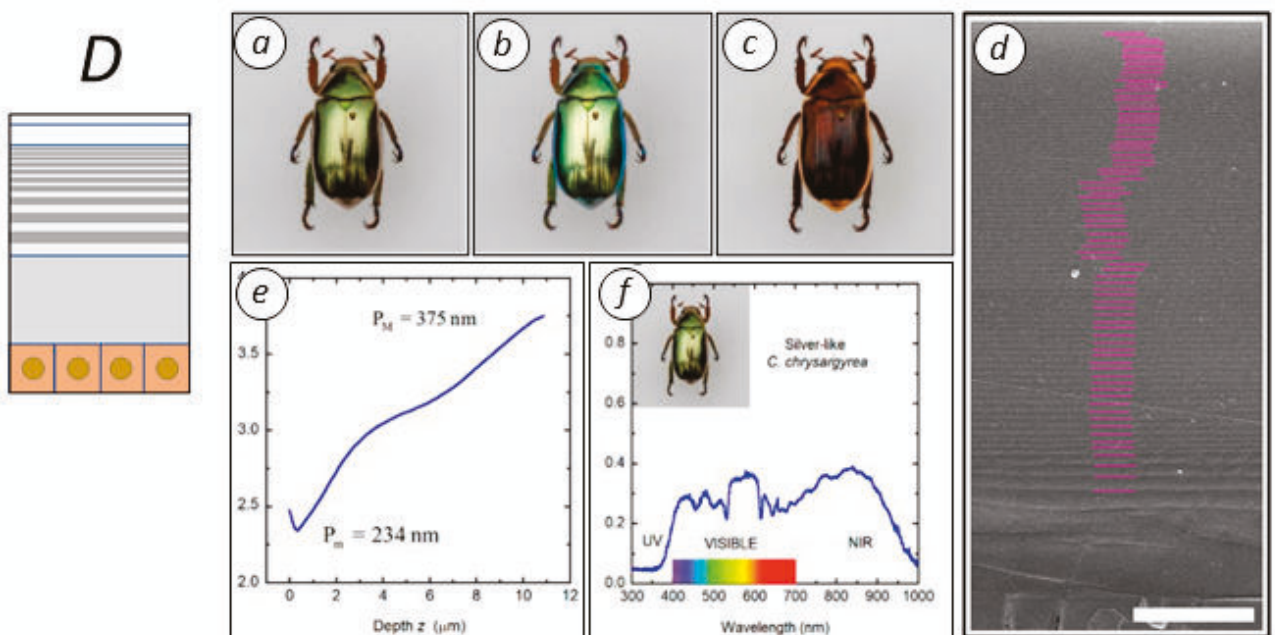 D
a
b
c
d
e
P_M = 375 nm
3.5
3.0
2.5
P_m = 234 nm
2.0
0 2 4 6 8 10 12
Depth z (μm)
f
0.8
Silver-like
C. chrysargyrea
0.6
0.4
0.2
UV VISIBLE NIR
0.0
300 400 500 600 700 800 900 1000
Wavelength (nm)